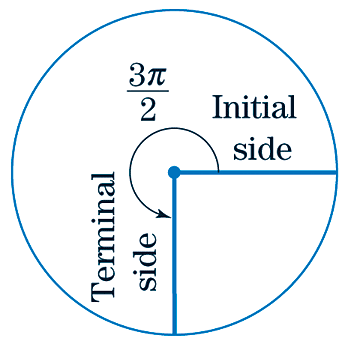 3π
2
Initial
side
Terminal
side